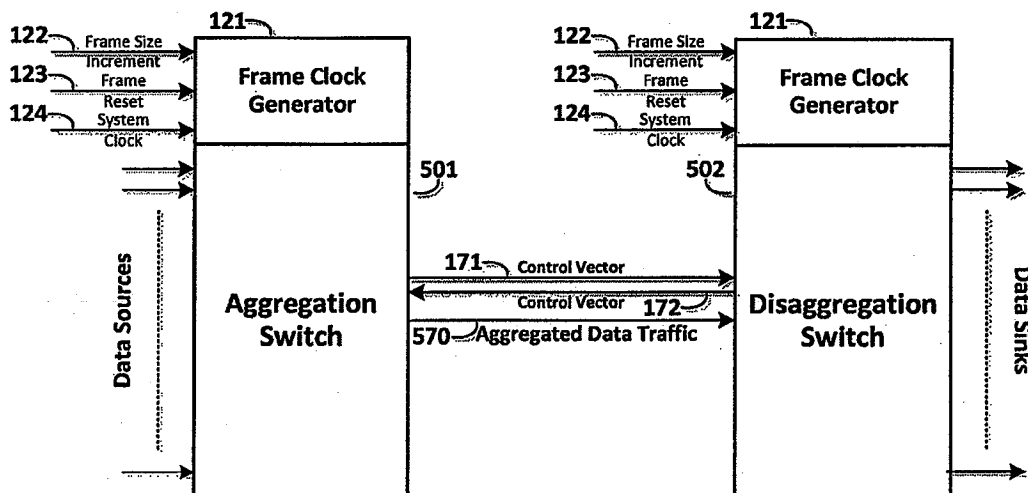 121
122
Frame Size
Increment
123
Frame
Reset
124
System
Clock
Frame Clock
Generator
121
122
Frame Size
Increment
123
Frame
Reset
124
System
Clock
Frame Clock
Generator
501
502
Data Sources
Aggregation
Switch
171
Control Vector
Control Vector
172
570
Aggregated Data Traffic
Disaggregation
Switch
Data Sinks